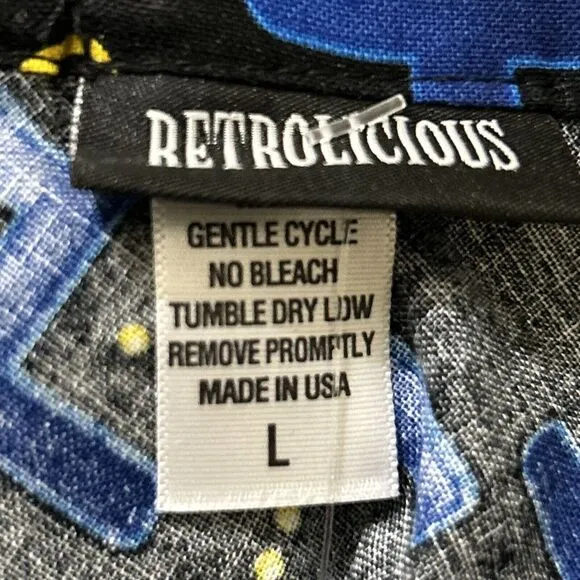 RETROLICIOUS
GENTLE CYCLE
NO BLEACH
TUMBLE DRY LOW
REMOVE PROMPTLY
MADE IN USA
L